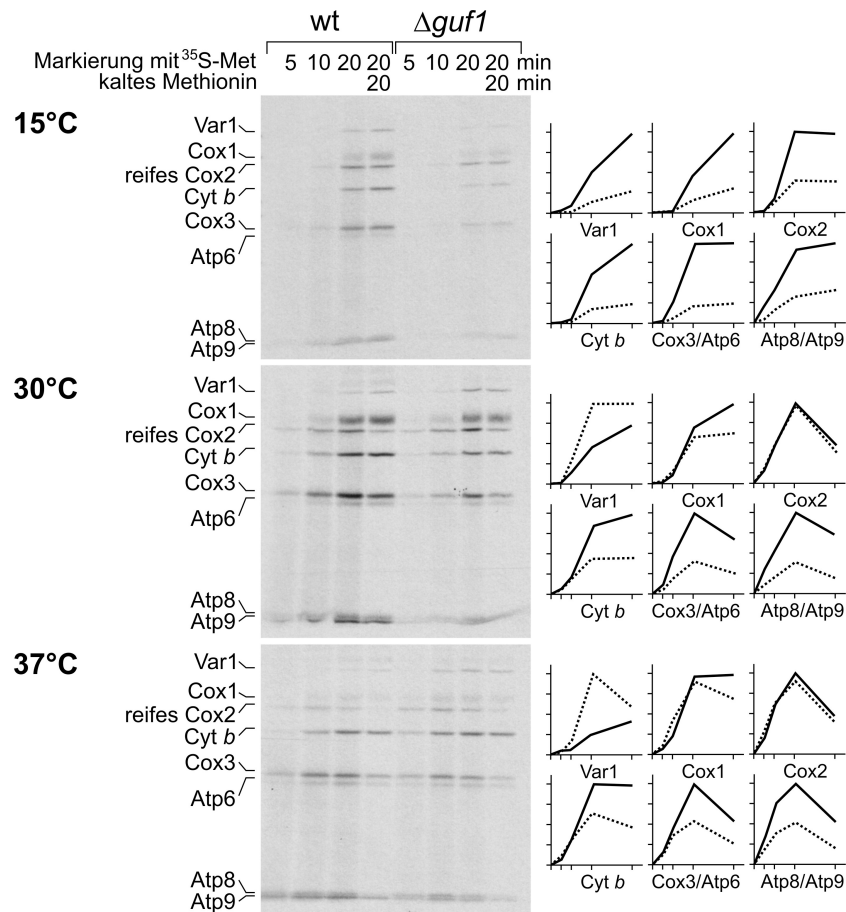 wt Δguf1
Markierung mit ³⁵S-Met 5 10 20 20 5 10 20 20 min
kaltes Methionin 20 20 min
15°C
Var1
Cox1
reifes Cox2
Cyt b
Cox3
Atp6
Atp8
Atp9
Var1 Cox1 Cox2
Cyt b Cox3/Atp6 Atp8/Atp9
30°C
Var1
Cox1
reifes Cox2
Cyt b
Cox3
Atp6
Atp8
Atp9
Var1 Cox1 Cox2
Cyt b Cox3/Atp6 Atp8/Atp9
37°C
Var1
Cox1
reifes Cox2
Cyt b
Cox3
Atp6
Atp8
Atp9
Var1 Cox1 Cox2
Cyt b Cox3/Atp6 Atp8/Atp9